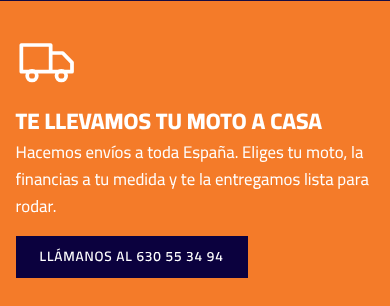 TE LLEVAMOS TU MOTO A CASA
Hacemos envíos a toda España. Eliges tu moto, la
financias a tu medida y te la entregamos lista para
rodar.
LLÁMANOS AL 630 55 34 94